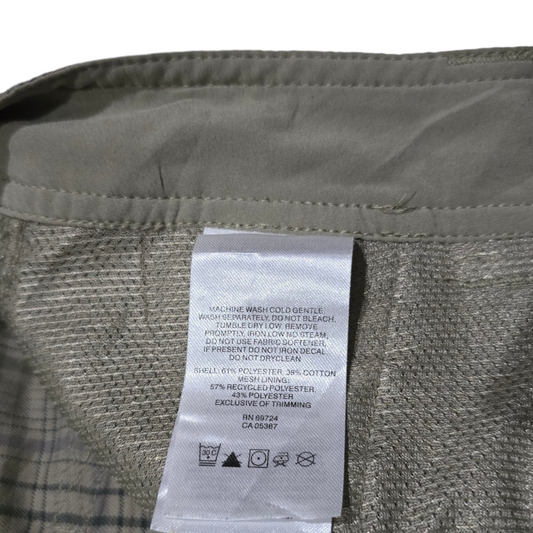 MACHINE WASH COLD GENTLE.
WASH SEPARATELY, DO NOT BLEACH.
TUMBLE DRY LOW. REMOVE
PROMPTLY, IRON LOW NO STEAM,
DO NOT USE FABRIC SOFTENER,
IF PRESENT DO NOT IRON DECAL
DO NOT DRYCLEAN
SHELL: 61% POLYESTER, 39% COTTON
MESH LINING:
57% RECYCLED POLYESTER,
43% POLYESTER
EXCLUSIVE OF TRIMMING
RN 69724
CA 05367
30 C